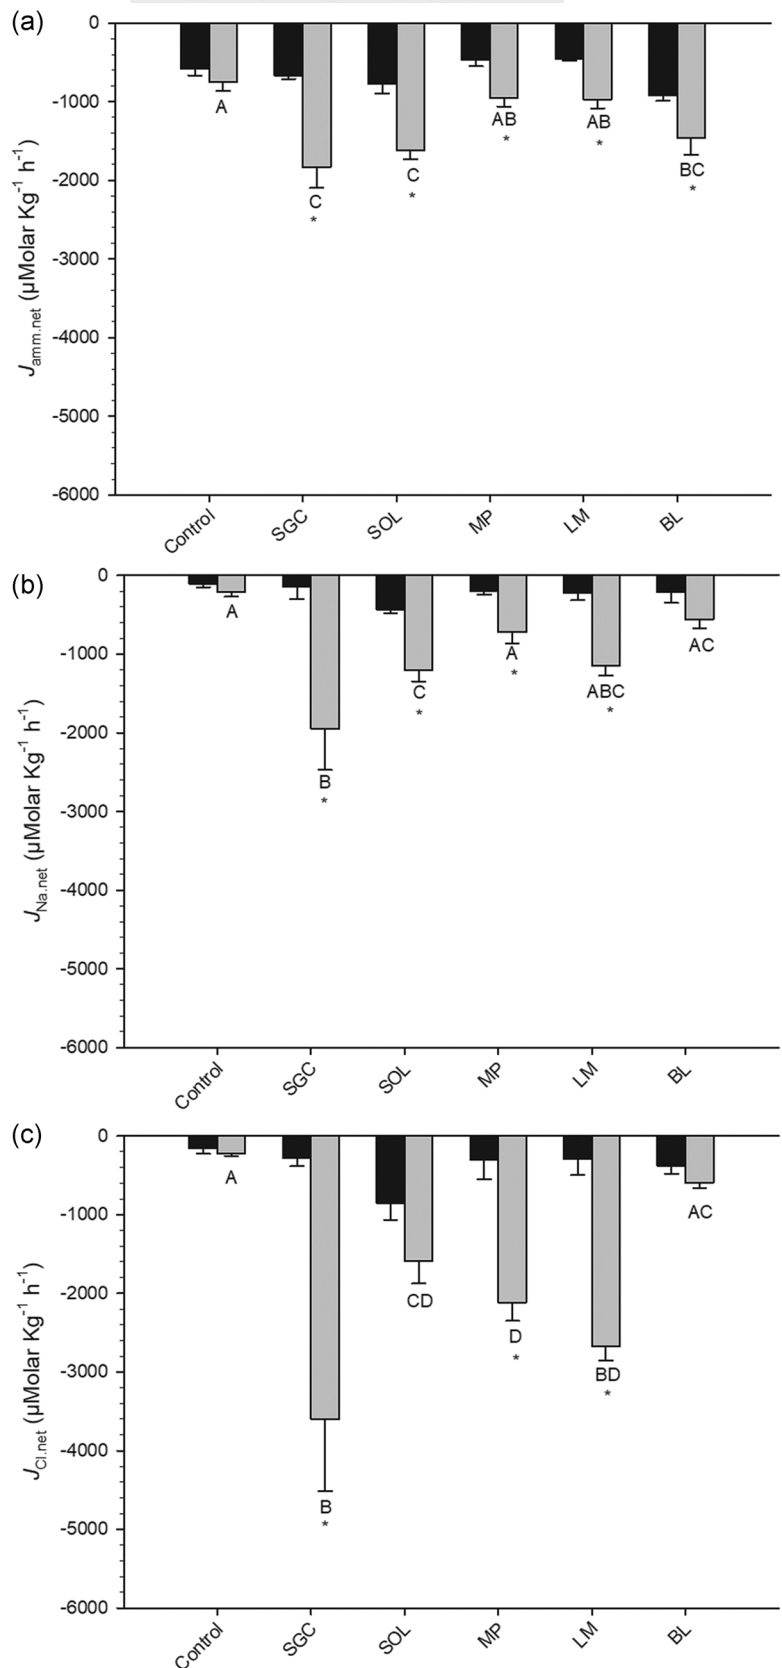 (a)
0
-1000
-2000
-3000
-4000
-5000
-6000
J amm.net (µMolar Kg⁻¹ h⁻¹)
A
C
*
C
*
AB
*
AB
*
BC
*
Control
SGC
SOL
MP
LM
BL
(b)
0
-1000
-2000
-3000
-4000
-5000
-6000
J Na.net (µMolar Kg⁻¹ h⁻¹)
A
B
*
C
*
A
*
ABC
*
AC
Control
SGC
SOL
MP
LM
BL
(c)
0
-1000
-2000
-3000
-4000
-5000
-6000
J Cl.net (µMolar Kg⁻¹ h⁻¹)
A
B
*
CD
D
*
BD
*
AC
Control
SGC
SOL
MP
LM
BL